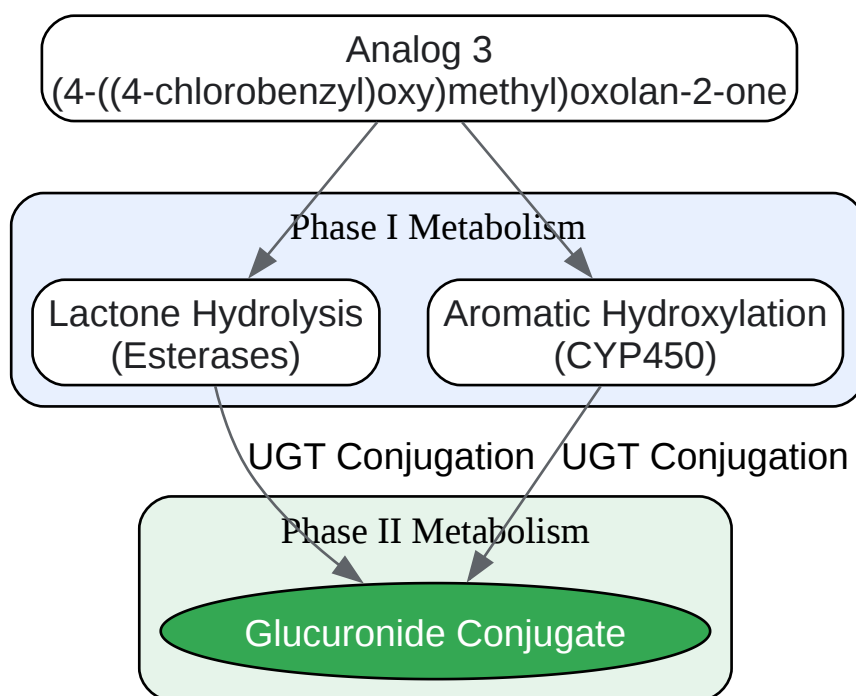 Analog 3
(4-((4-chlorobenzyl)oxy)methyl)oxolan-2-one
Phase I Metabolism
Lactone Hydrolysis
(Esterases)
Aromatic Hydroxylation
(CYP450)
UGT Conjugation
UGT Conjugation
Phase II Metabolism
Glucuronide Conjugate